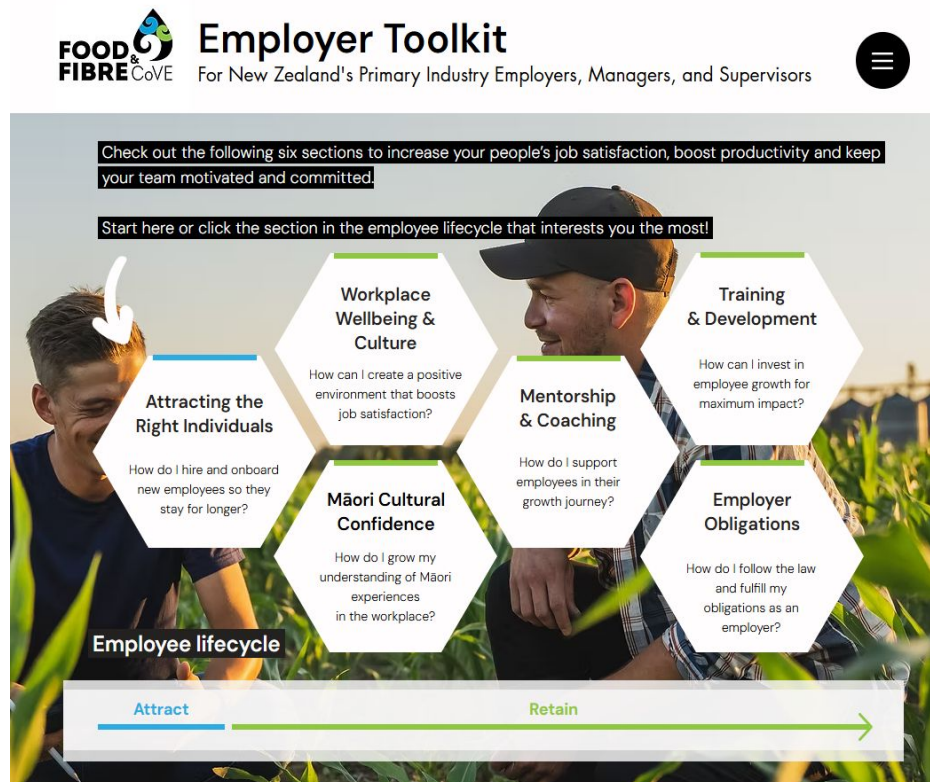 FOOD &
FIBRE CoVE
Employer Toolkit
For New Zealand's Primary Industry Employers, Managers, and Supervisors
Check out the following six sections to increase your people's job satisfaction, boost productivity and keep
your team motivated and committed.
Start here or click the section in the employee lifecycle that interests you the most!
Attracting the
Right Individuals
How do I hire and onboard
new employees so they
stay for longer?
Workplace
Wellbeing &
Culture
How can I create a positive
environment that boosts
job satisfaction?
Māori Cultural
Confidence
How do I grow my
understanding of Māori
experiences
in the workplace?
Mentorship
& Coaching
How do I support
employees in their
growth journey?
Training
& Development
How can I invest in
employee growth for
maximum impact?
Employer
Obligations
How do I follow the law
and fulfill my
obligations as an
employer?
Employee lifecycle
Attract
Retain